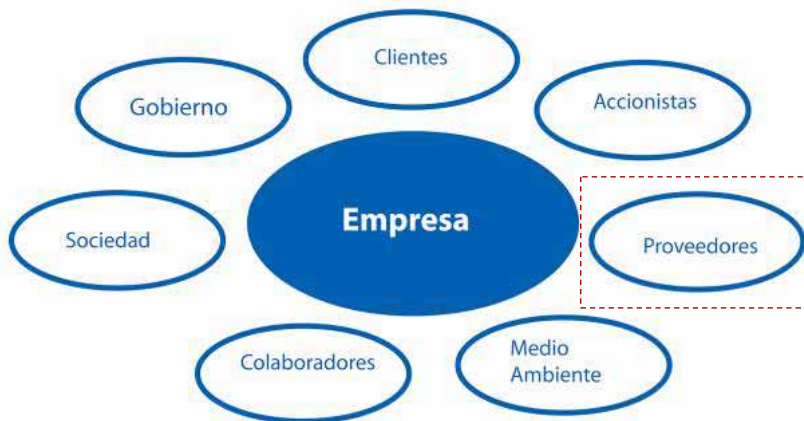 Clientes
Gobierno
Accionistas
Empresa
Sociedad
Proveedores
Colaboradores
Medio
Ambiente